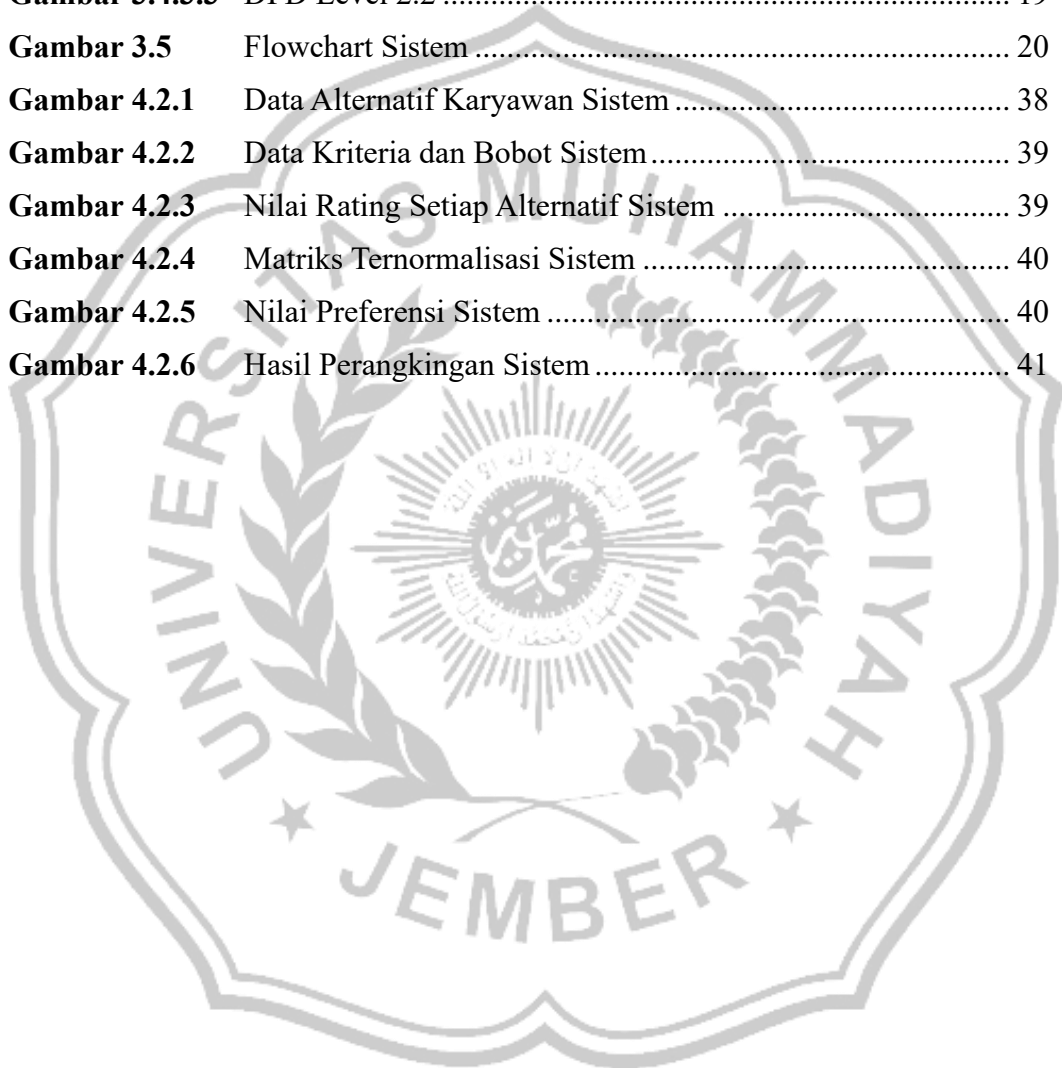 Gambar 3.5 Flowchart Sistem ........................................................................ 20
Gambar 4.2.1 Data Alternatif Karyawan Sistem ............................................. 38
Gambar 4.2.2 Data Kriteria dan Bobot Sistem ................................................ 39
Gambar 4.2.3 Nilai Rating Setiap Alternatif Sistem ....................................... 39
Gambar 4.2.4 Matriks Ternormalisasi Sistem ................................................. 40
Gambar 4.2.5 Nilai Preferensi Sistem ............................................................. 40
Gambar 4.2.6 Hasil Perangkingan Sistem ....................................................... 41
UNIVERSITAS MUHAMMADIYAH
JEMBER